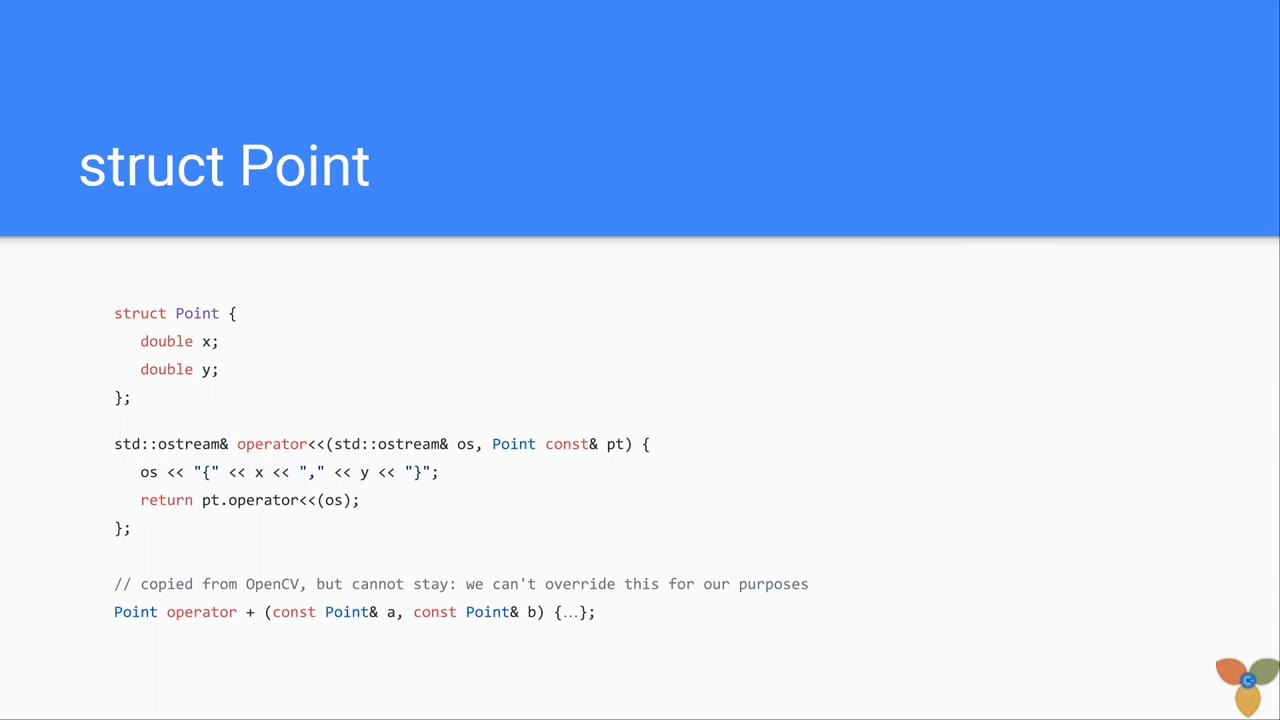 struct Point
struct Point {
double x;
double y;
};
std::ostream& operator<<(std::ostream& os, Point const& pt) {
os << "{" << x << "," << y << "}";
return pt.operator<<(os);
};
// copied from OpenCV, but cannot stay: we can't override this for our purposes
Point operator + (const Point& a, const Point& b) {…};